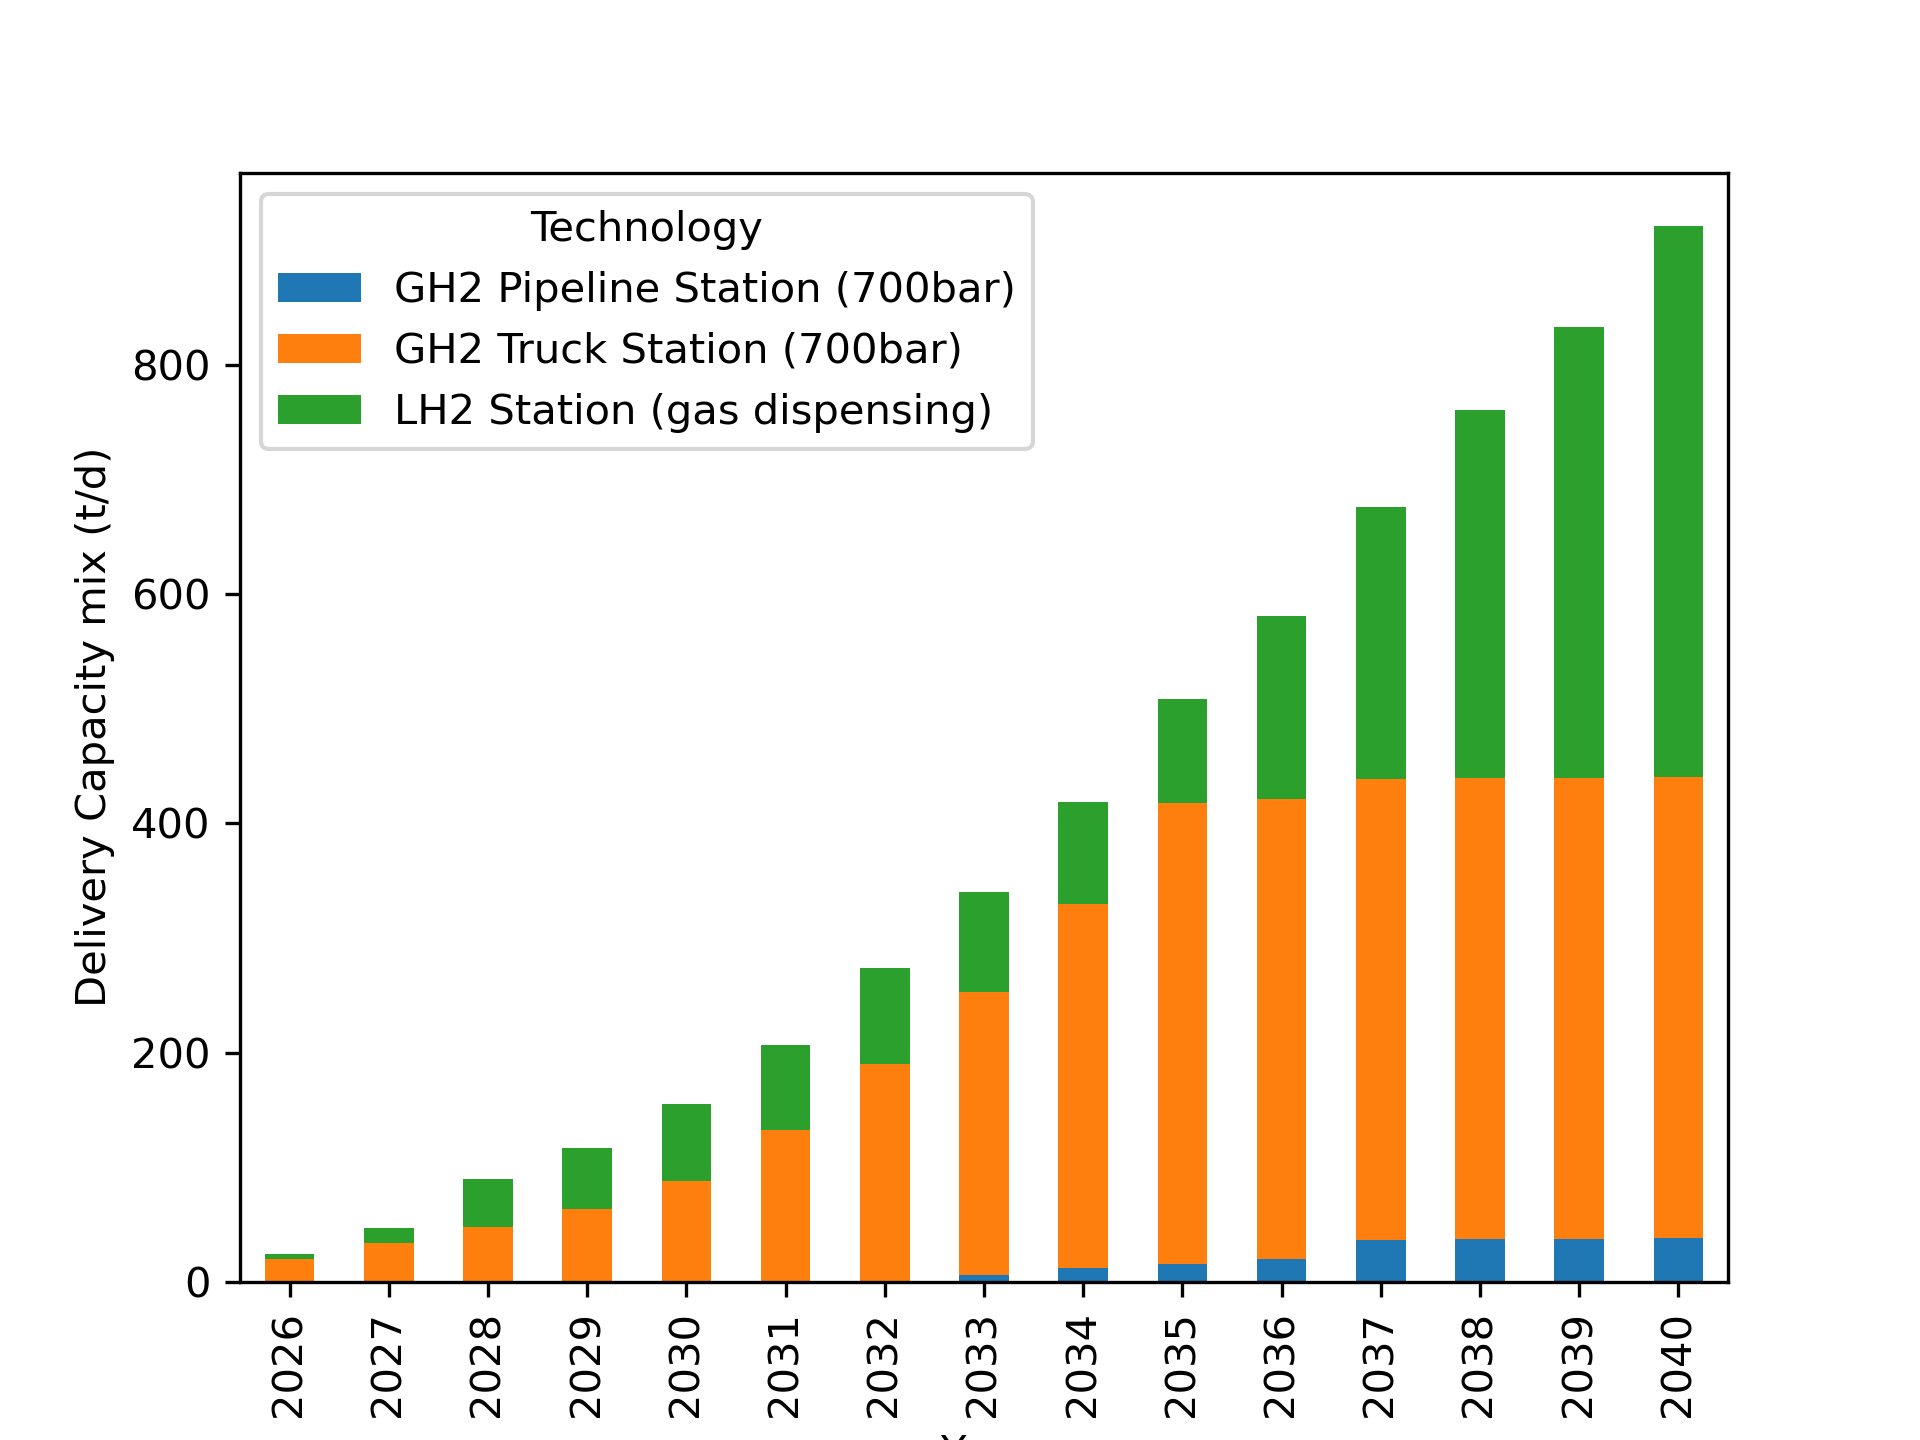 Technology
GH2 Pipeline Station (700bar)
GH2 Truck Station (700bar)
LH2 Station (gas dispensing)
Delivery Capacity mix (t/d)
800
600
400
200
0
2026 2027 2028 2029 2030 2031 2032 2033 2034 2035 2036 2037 2038 2039 2040